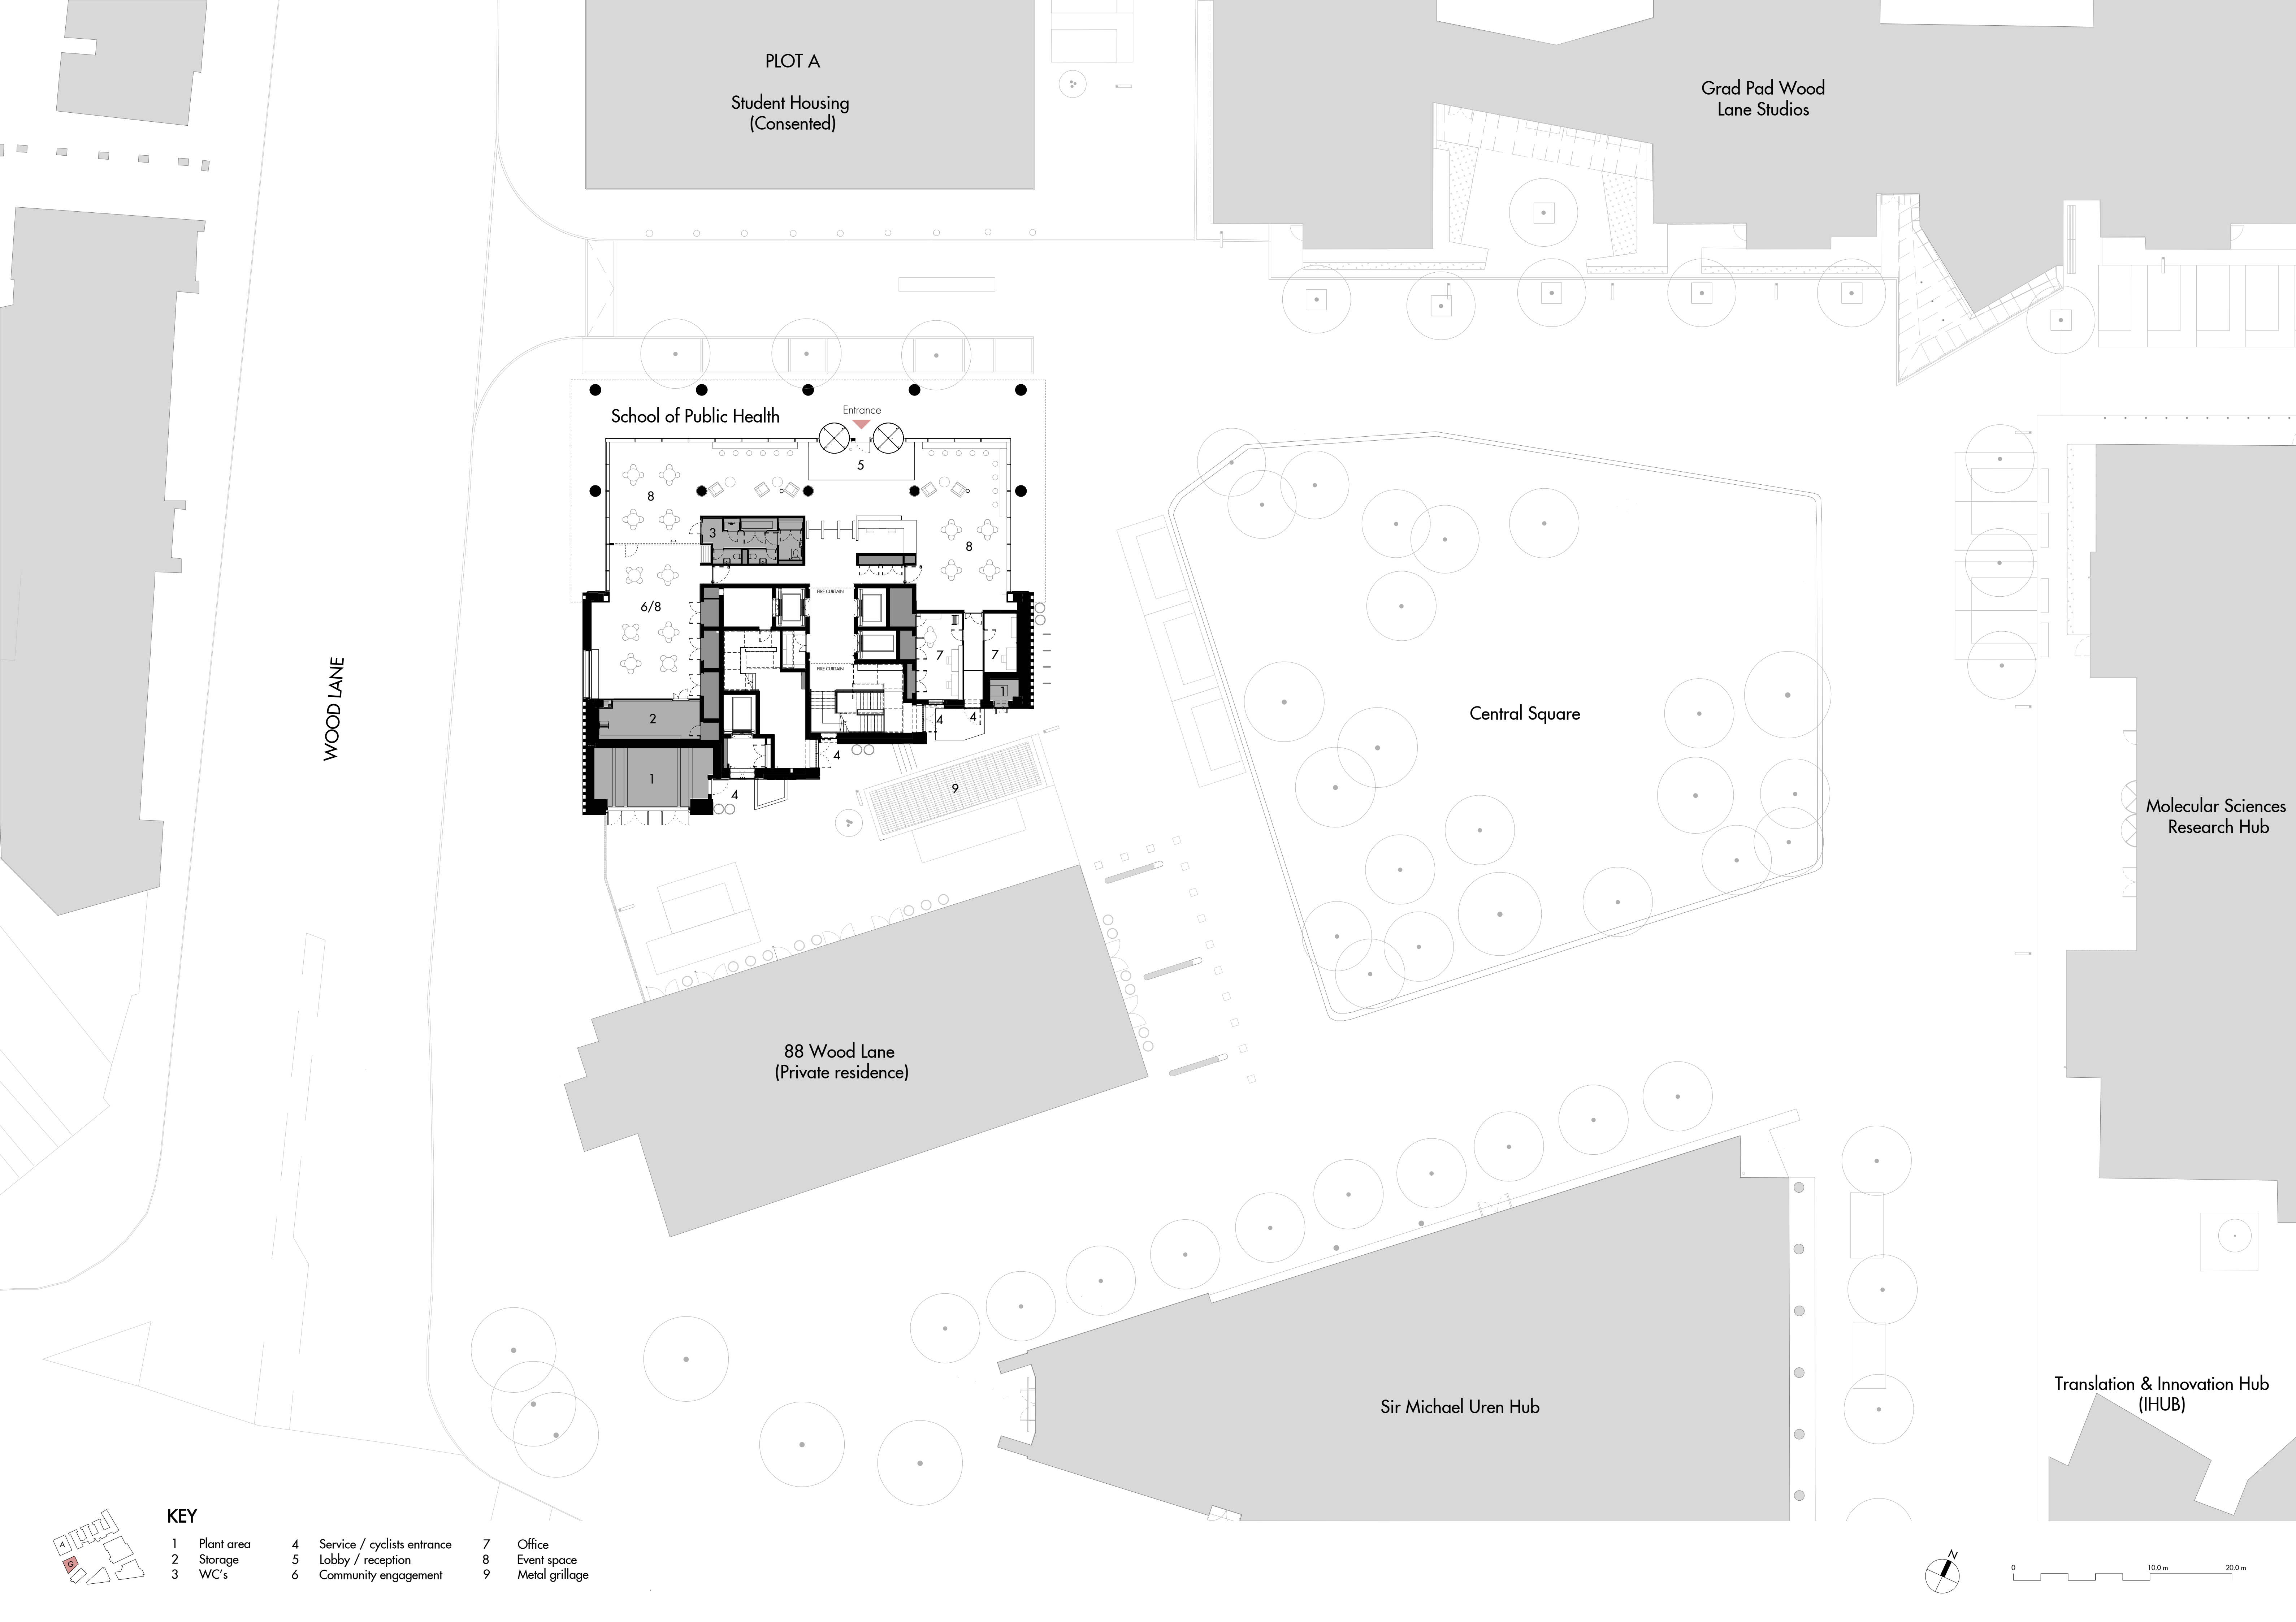 PLOT A
Student Housing
(Consented)
Grad Pad Wood
Lane Studios
School of Public Health
Entrance
5
8
3
8
FIRE CURTAIN
6/8
7
7
FIRE CURTAIN
1
2
4
4
4
1
4
9
WOOD LANE
Central Square
Molecular Sciences
Research Hub
88 Wood Lane
(Private residence)
Sir Michael Uren Hub
Translation & Innovation Hub
(IHUB)
A
G
KEY
1 Plant area
2 Storage
3 WC's
4 Service / cyclists entrance
5 Lobby / reception
6 Community engagement
7 Office
8 Event space
9 Metal grillage
N
0 10.0 m 20.0 m